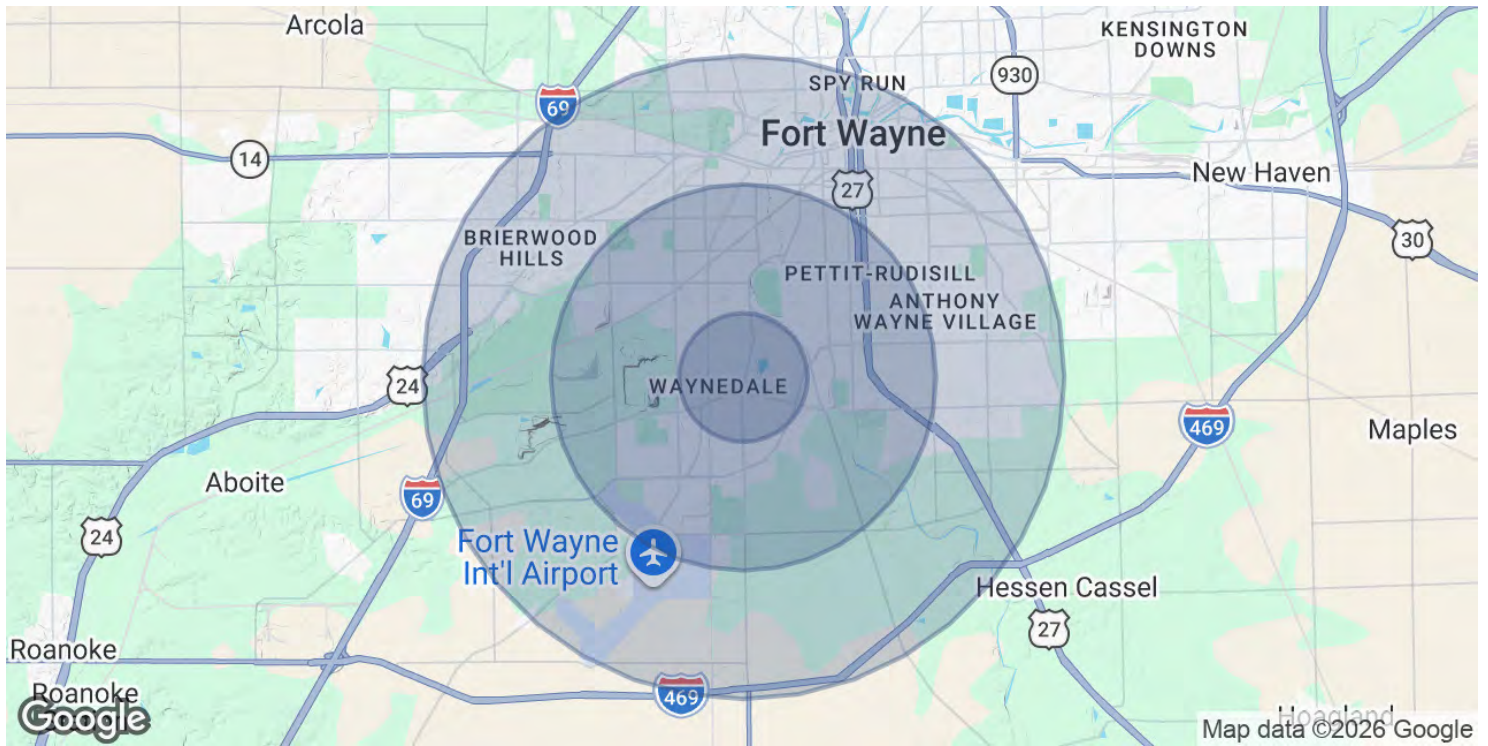 Arcola
KENSINGTON
DOWNS
SPY RUN
930
69
Fort Wayne
14
New Haven
27
30
BRIERWOOD
HILLS
PETTIT-RUDISILL
ANTHONY
WAYNE VILLAGE
24
WAYNEDALE
469
Maples
Aboite
69
24
Fort Wayne
Int'l Airport
Hessen Cassel
27
Roanoke
Roanoke
469
Hoagland
Google
Map data ©2026 Google